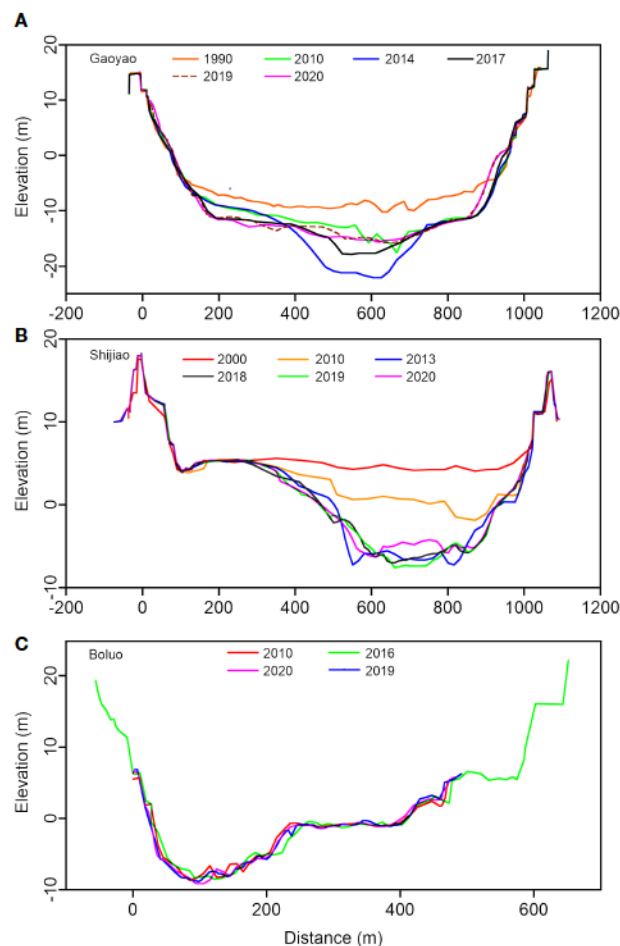 A
Gaoyao 1990 2010 2014 2017
2019 2020
20
10
0
-10
-20
Elevation (m)
-200 0 200 400 600 800 1000 1200
B
Shijiao 2000 2010 2013
2018 2019 2020
20
10
0
-10
Elevation (m)
-200 0 200 400 600 800 1000 1200
C
Boluo 2010 2016
2020 2019
20
10
0
-10
Elevation (m)
0 200 400 600
Distance (m)